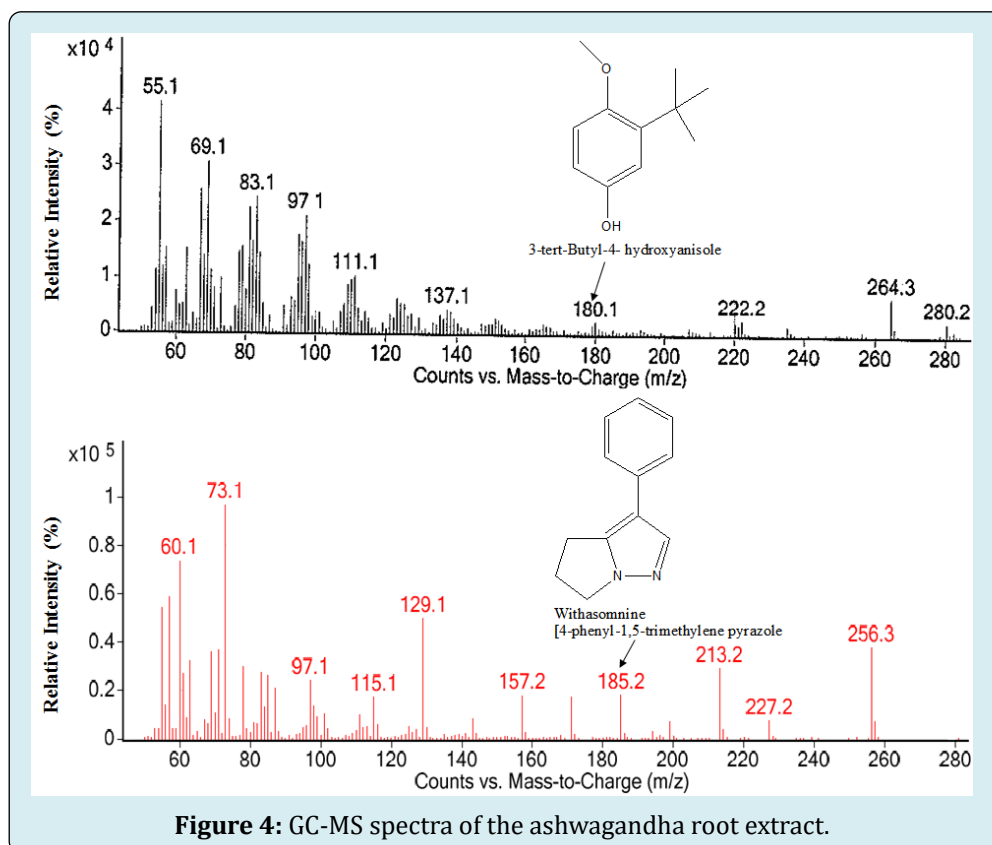 x10 4
Relative Intensity (%)
4
3
2
1
0
55.1
69.1
83.1
97.1
111.1
137.1
180.1
222.2
264.3
280.2
O
OH
3-tert-Butyl-4- hydroxyanisole
60 80 100 120 140 160 180 200 220 240 260 280
Counts vs. Mass-to-Charge (m/z)
x10 5
Relative Intensity (%)
1
0.8
0.6
0.4
0.2
0
60.1
73.1
97.1
115.1
129.1
157.2
185.2
213.2
227.2
256.3
N N
Withasomnine
[4-phenyl-1,5-trimethylene pyrazole
60 80 100 120 140 160 180 200 220 240 260 280
Counts vs. Mass-to-Charge (m/z)
Figure 4: GC-MS spectra of the ashwagandha root extract.